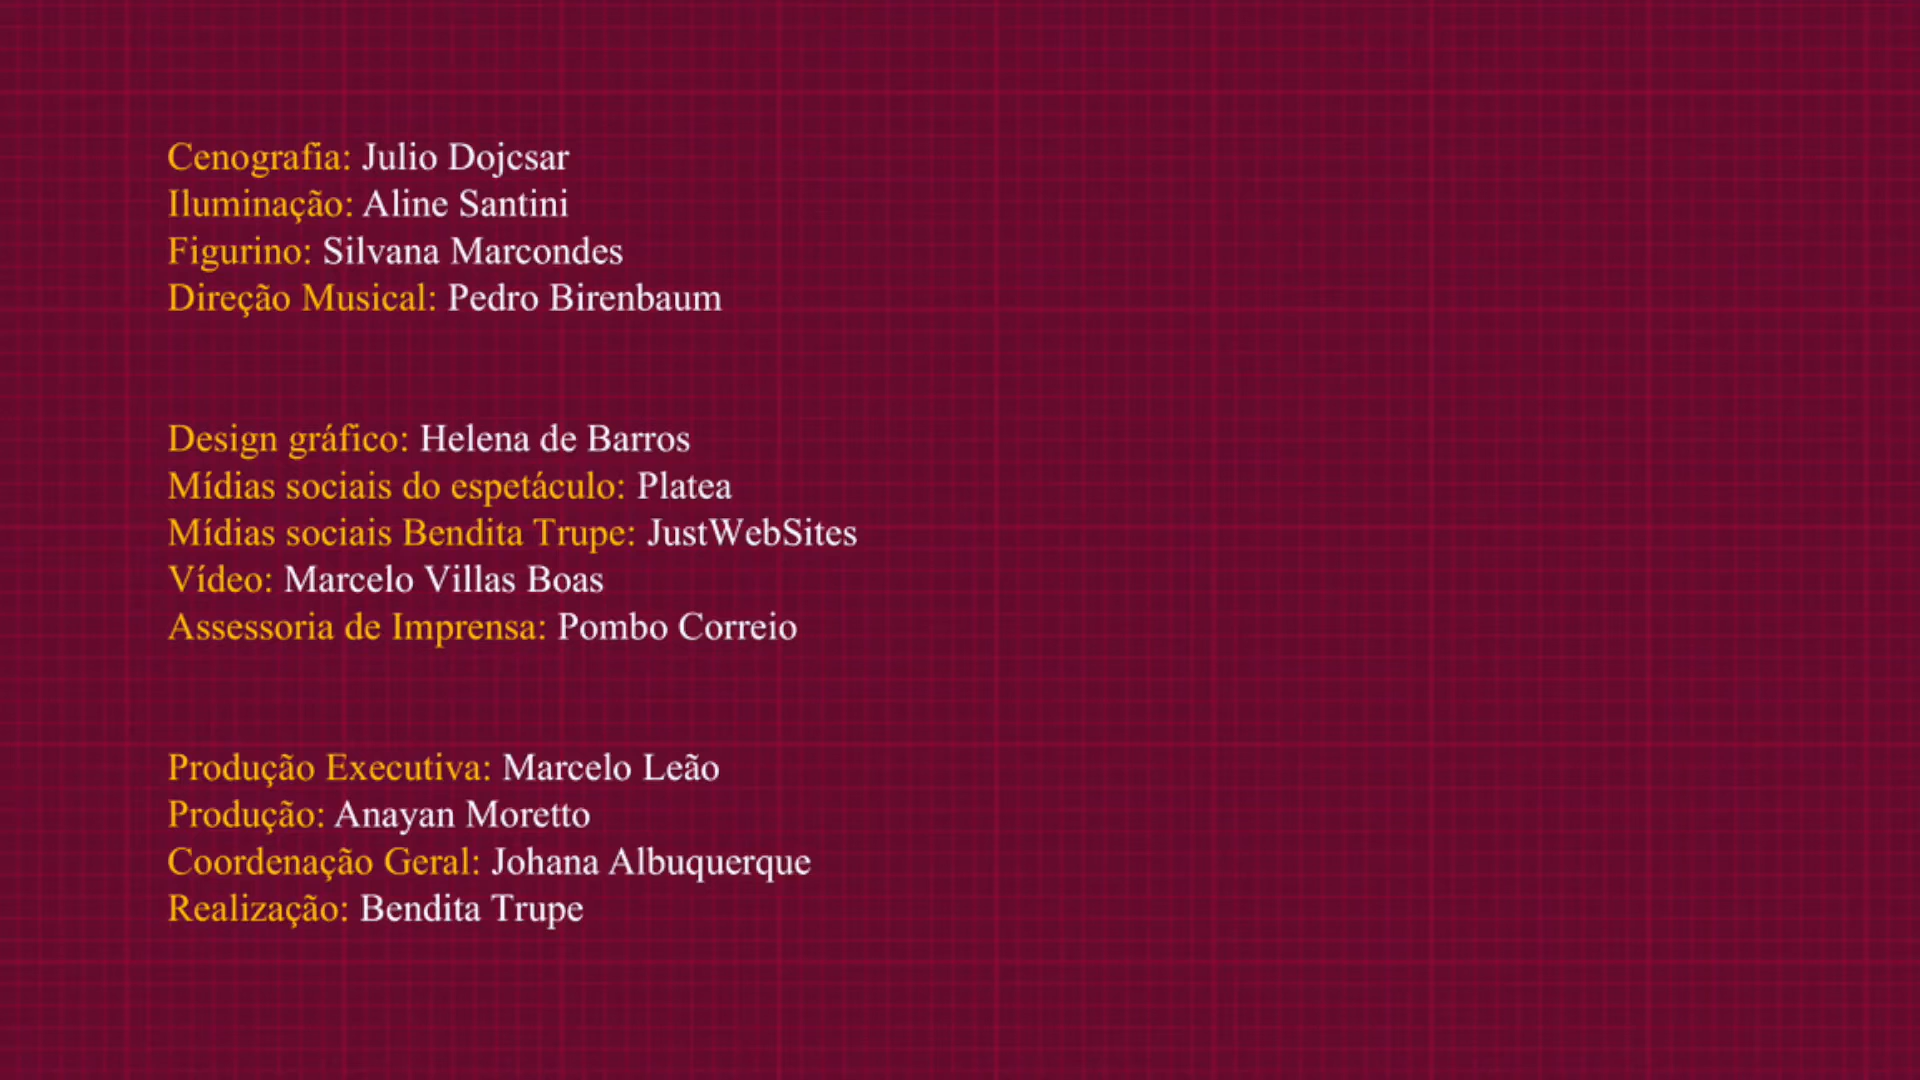 Cenografia: Julio Dojcsar
Iluminação: Aline Santini
Figurino: Silvana Marcondes
Direção Musical: Pedro Birenbaum
Design gráfico: Helena de Barros
Mídias sociais do espetáculo: Platea
Mídias sociais Bendita Trupe: JustWebSites
Vídeo: Marcelo Villas Boas
Assessoria de Imprensa: Pombo Correio
Produção Executiva: Marcelo Leão
Produção: Anayan Moretto
Coordenação Geral: Johana Albuquerque
Realização: Bendita Trupe